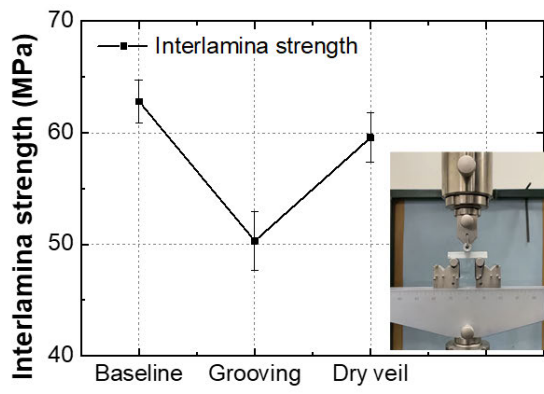 70
60
50
40
Interlamina strength (MPa)
Interlamina strength
Baseline
Grooving
Dry veil